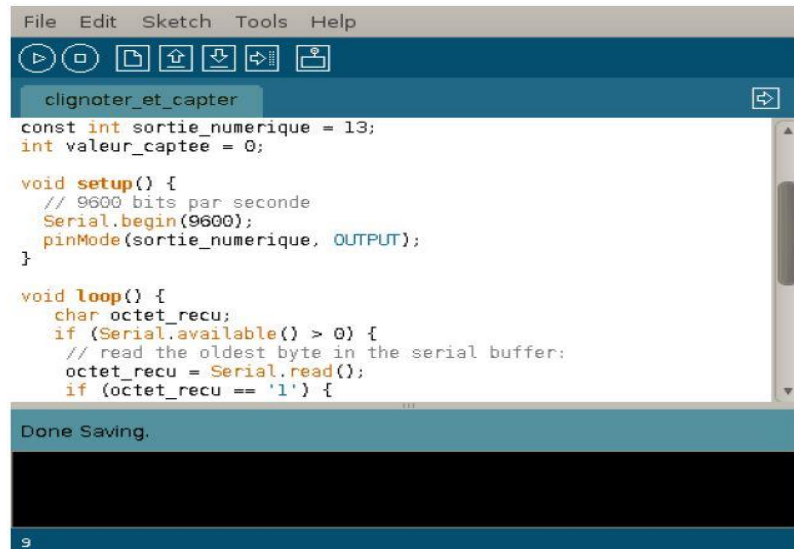 File Edit Sketch Tools Help
clignoter_et_capter
const int sortie_numerique = 13;
int valeur_captee = 0;
void setup() {
// 9600 bits par seconde
Serial.begin(9600);
pinMode(sortie_numerique, OUTPUT);
}
void loop() {
char octet_recu;
if (Serial.available() > 0) {
// read the oldest byte in the serial buffer:
octet_recu = Serial.read();
if (octet_recu == '1') {
Done Saving.
9